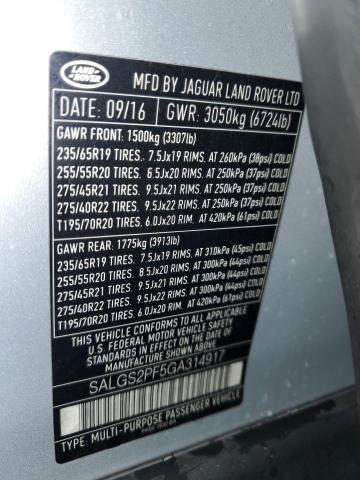 LAND ROVER
MFD BY JAGUAR LAND ROVER LTD
DATE: 09/16 GWR: 3050kg (6724lb)
GAWR FRONT: 1500kg (3307lb)
235/65R19 TIRES. 7.5Jx19 RIMS, AT 260kPa (38psi) COLD
255/55R20 TIRES. 8.5Jx20 RIMS, AT 250kPa (37psi) COLD
275/45R21 TIRES. 9.5Jx21 RIMS, AT 250kPa (37psi) COLD
275/40R22 TIRES. 9.5Jx22 RIMS, AT 250kPa (37psi) COLD
T195/70R20 TIRES. 6.0Jx20 RIM. AT 420kPa (61psi) COLD
GAWR REAR: 1775kg (3913lb)
235/65R19 TIRES. 7.5Jx19 RIMS, AT 310kPa (45psi) COLD
255/55R20 TIRES. 8.5Jx20 RIMS, AT 300kPa (44psi) COLD
275/45R21 TIRES. 9.5Jx21 RIMS, AT 300kPa (44psi) COLD
275/40R22 TIRES. 9.5Jx22 RIMS, AT 300kPa (44psi) COLD
T195/70R20 TIRES. 6.0Jx20 RIM. AT 420kPa (61psi) COLD
THIS VEHICLE CONFORMS TO ALL APPLICABLE
U.S. FEDERAL MOTOR VEHICLE SAFETY
AND THEFT PREVENTION STANDARDS IN EFFECT ON THE
DATE OF MANUFACTURE SHOWN ABOVE
SALGS2PF5GA314917
TYPE: MULTI-PURPOSE PASSENGER VEHICLE